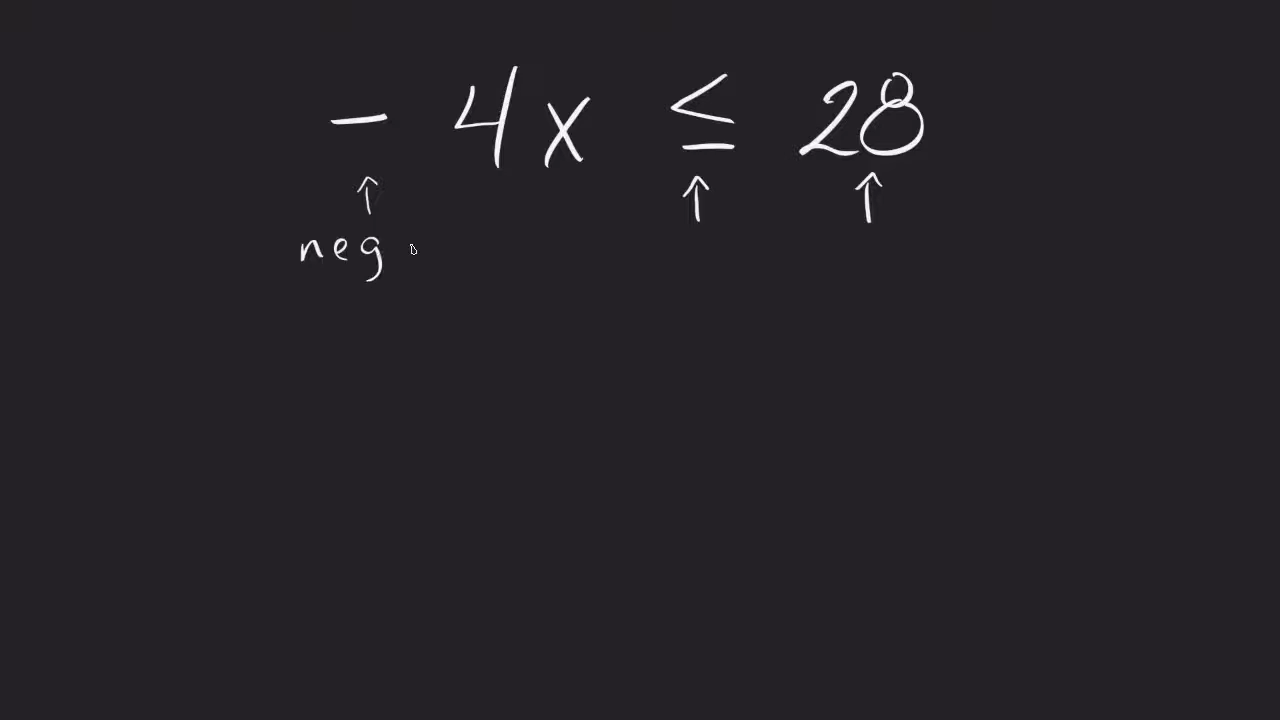 - 4x ≤ 28
↑ ↑ ↑
neg